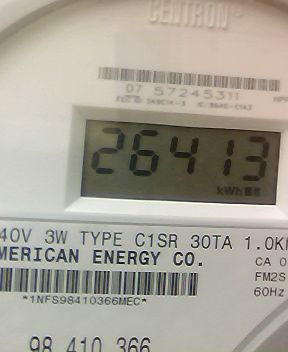 CENTRON®
07 57245311
26413
kWh
40V 3W TYPE C1SR 30TA 1.0K
MERICAN ENERGY CO.
CA 0
FM2S
60Hz
*1NFS98410366MEC*
98 410 366